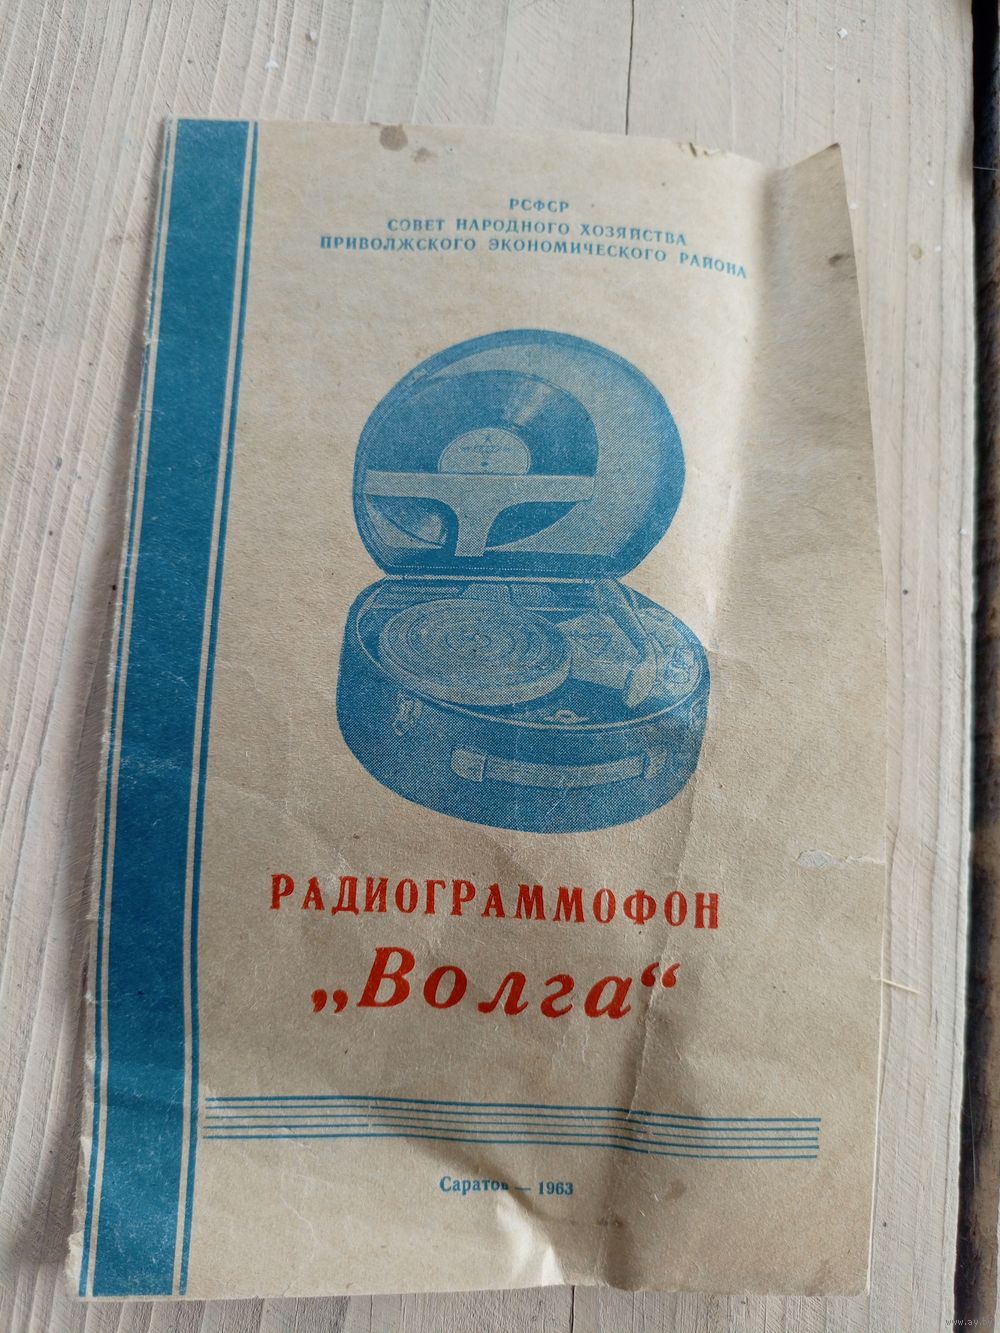 РСФСР
СОВЕТ НАРОДНОГО ХОЗЯЙСТВА
ПРИВОЛЖСКОГО ЭКОНОМИЧЕСКОГО РАЙОНА
РАДИОГРАММОФОН
„Волга“
Саратов — 1963